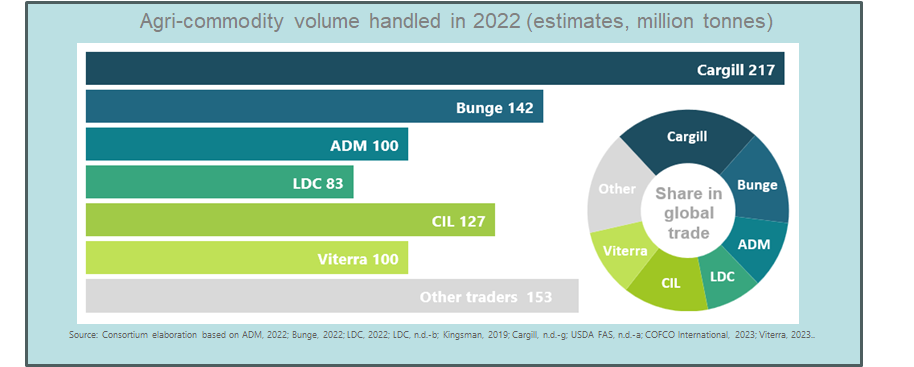 Agri-commodity volume handled in 2022 (estimates, million tonnes)
Cargill 217
Bunge 142
ADM 100
LDC 83
CIL 127
Viterra 100
Other traders 153
Cargill
Bunge
ADM
LDC
CIL
Viterra
Other
Share in
global
trade
Source: Consortium elaboration based on ADM, 2022; Bunge, 2022; LDC, 2022; LDC, n.d.-b; Kingsman, 2019; Cargill, n.d.-g; USDA FAS, n.d.-a; COFCO International, 2023; Viterra, 2023..